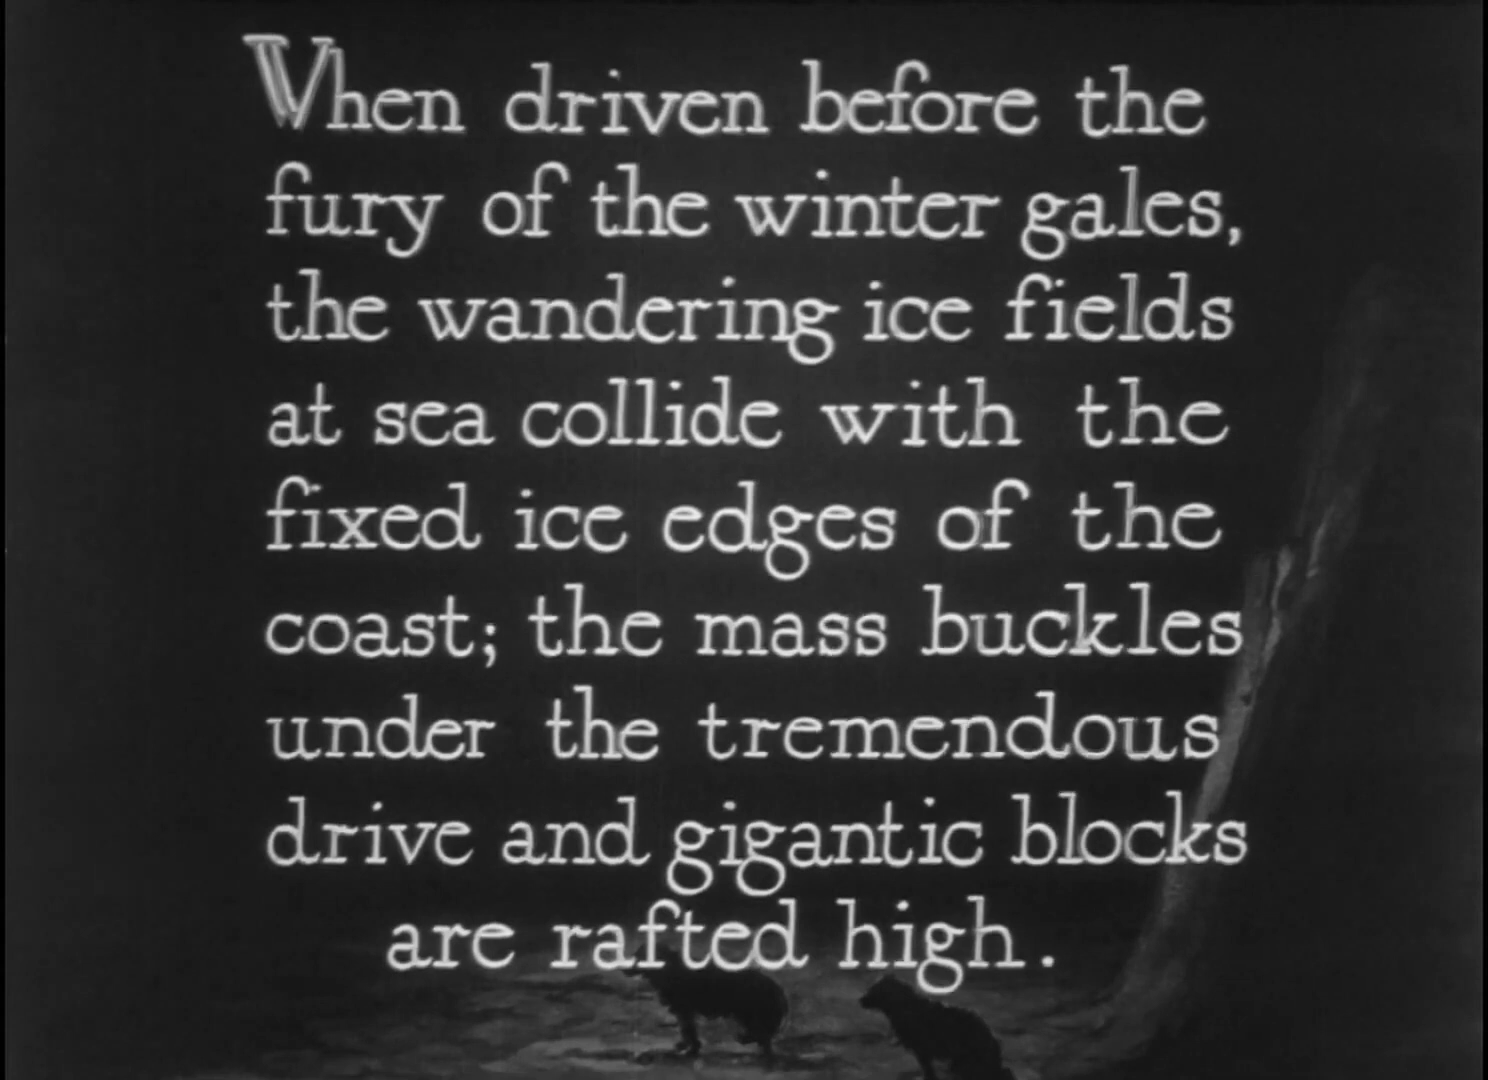 When driven before the
fury of the winter gales,
the wandering ice fields
at sea collide with the
fixed ice edges of the
coast; the mass buckles
under the tremendous
drive and gigantic blocks
are rafted high.